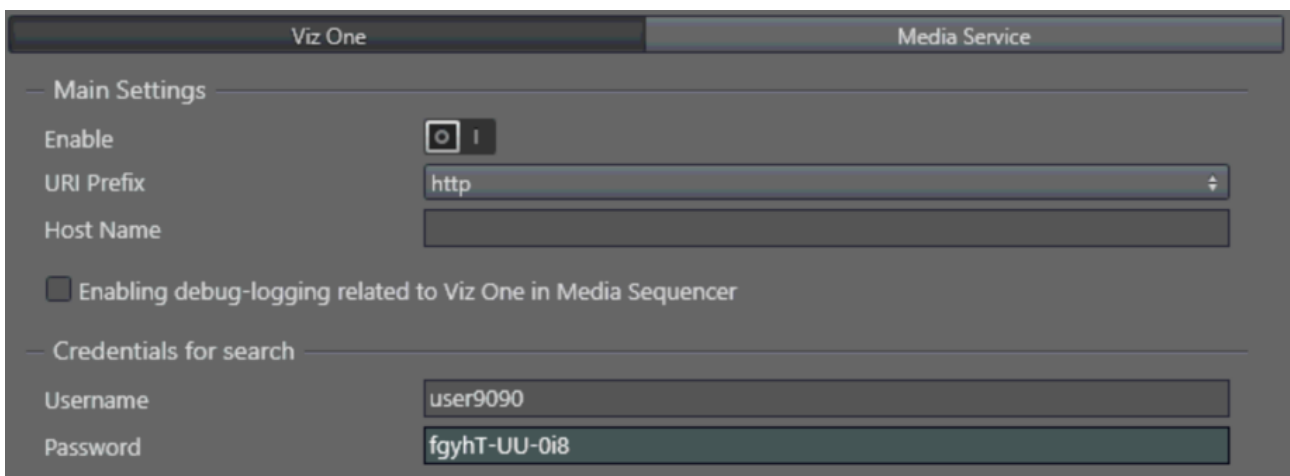 Viz One Media Service
Main Settings
Enable O I
URI Prefix http
Host Name
Enabling debug-logging related to Viz One in Media Sequencer
Credentials for search
Username user9090
Password fgyhT-UU-0i8